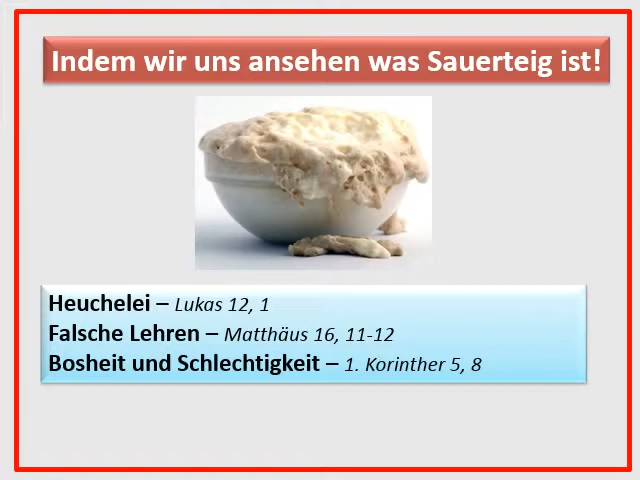 Indem wir uns ansehen was Sauerteig ist!
Heuchelei – Lukas 12, 1
Falsche Lehren – Matthäus 16, 11-12
Bosheit und Schlechtigkeit – 1. Korinther 5, 8